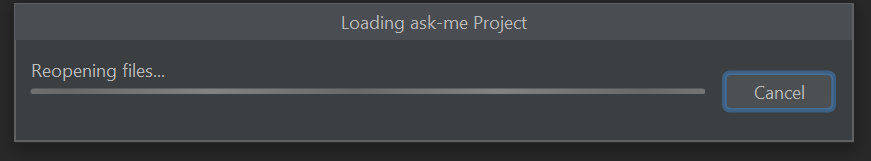 Loading ask-me Project
Reopening files...
Cancel